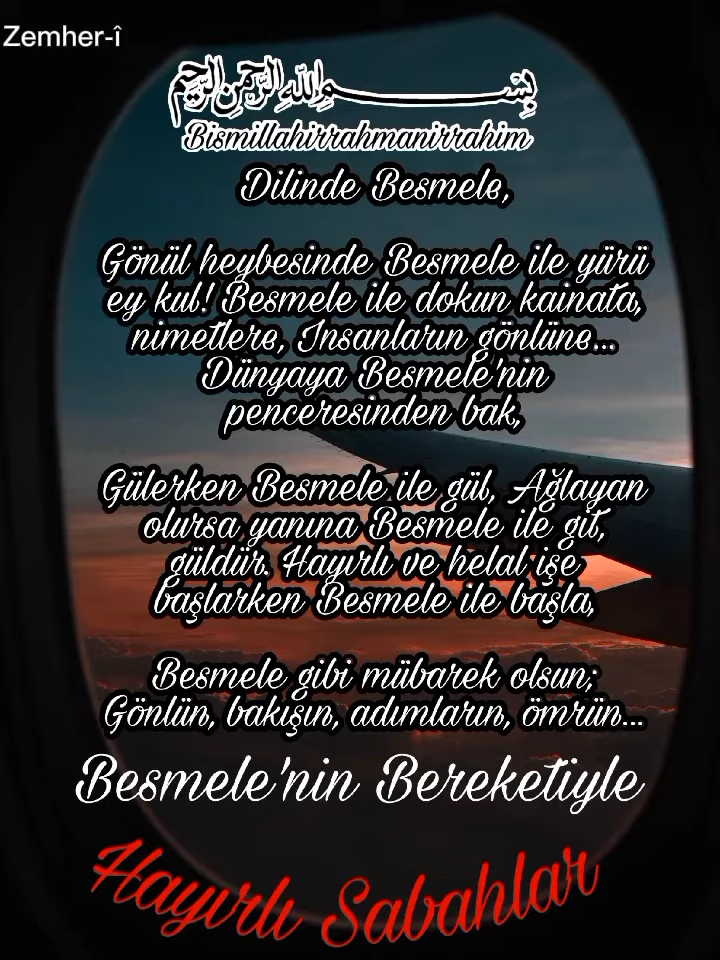 Zemher-î
بِسْمِ اللّٰهِ الرَّحْمٰنِ الرَّحِيْمِ
Bismillahirrahmanirrahim
Dilinde Besmele,
Gönül heybesinde Besmele ile yürü
ey kul! Besmele ile dokun kainata,
nimetlere, Insanların gönlüne...
Dünyaya Besmele'nin
penceresinden bak,
Gülerken Besmele ile gül, Ağlayan
olursa yanına Besmele ile git,
güldür. Hayırlı ve helal işe
başlarken Besmele ile başla,
Besmele gibi mübarek olsun;
Gönlün, bakışın, adımların, ömrün...
Besmele'nin Bereketiyle
Hayırlı Sabahlar